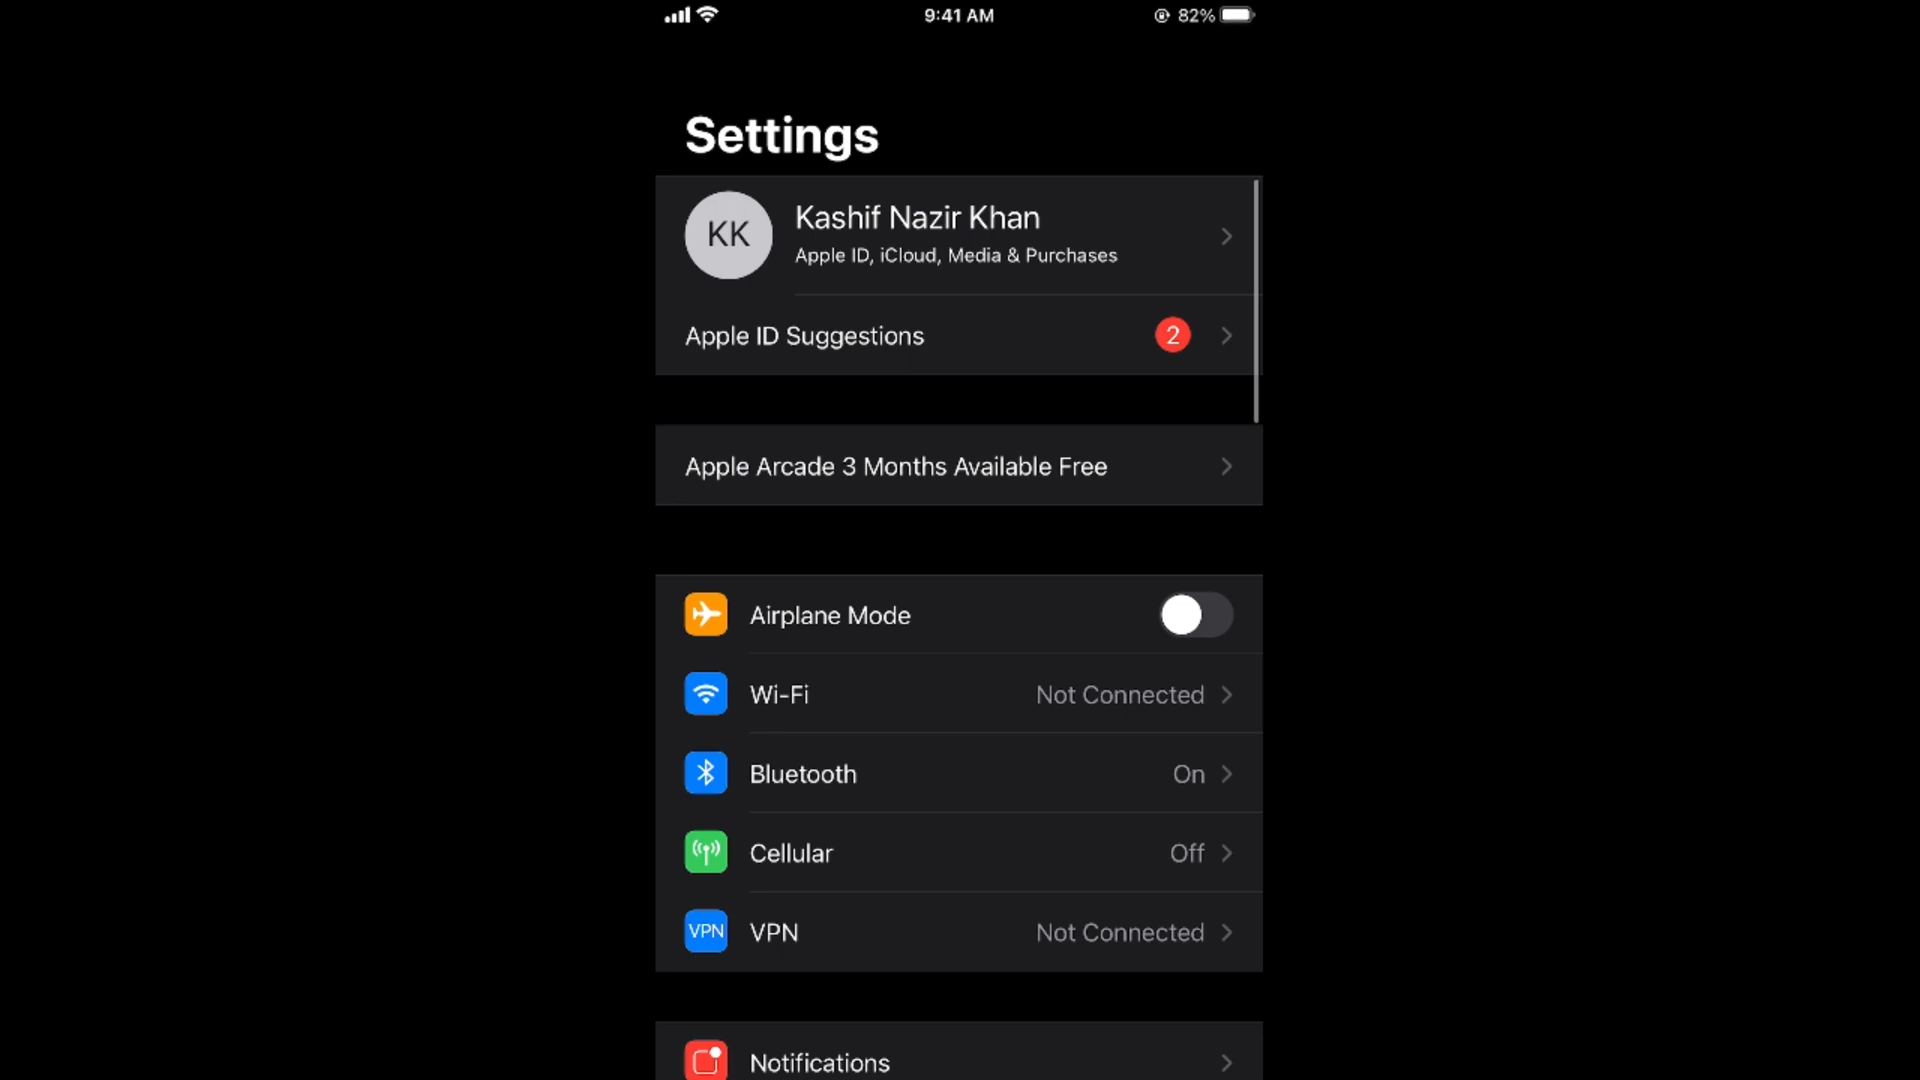 9:41 AM
82%
Settings
KK
Kashif Nazir Khan
Apple ID, iCloud, Media & Purchases
Apple ID Suggestions
2
Apple Arcade 3 Months Available Free
Airplane Mode
Wi-Fi
Not Connected
Bluetooth
On
Cellular
Off
VPN
VPN
Not Connected
Notifications